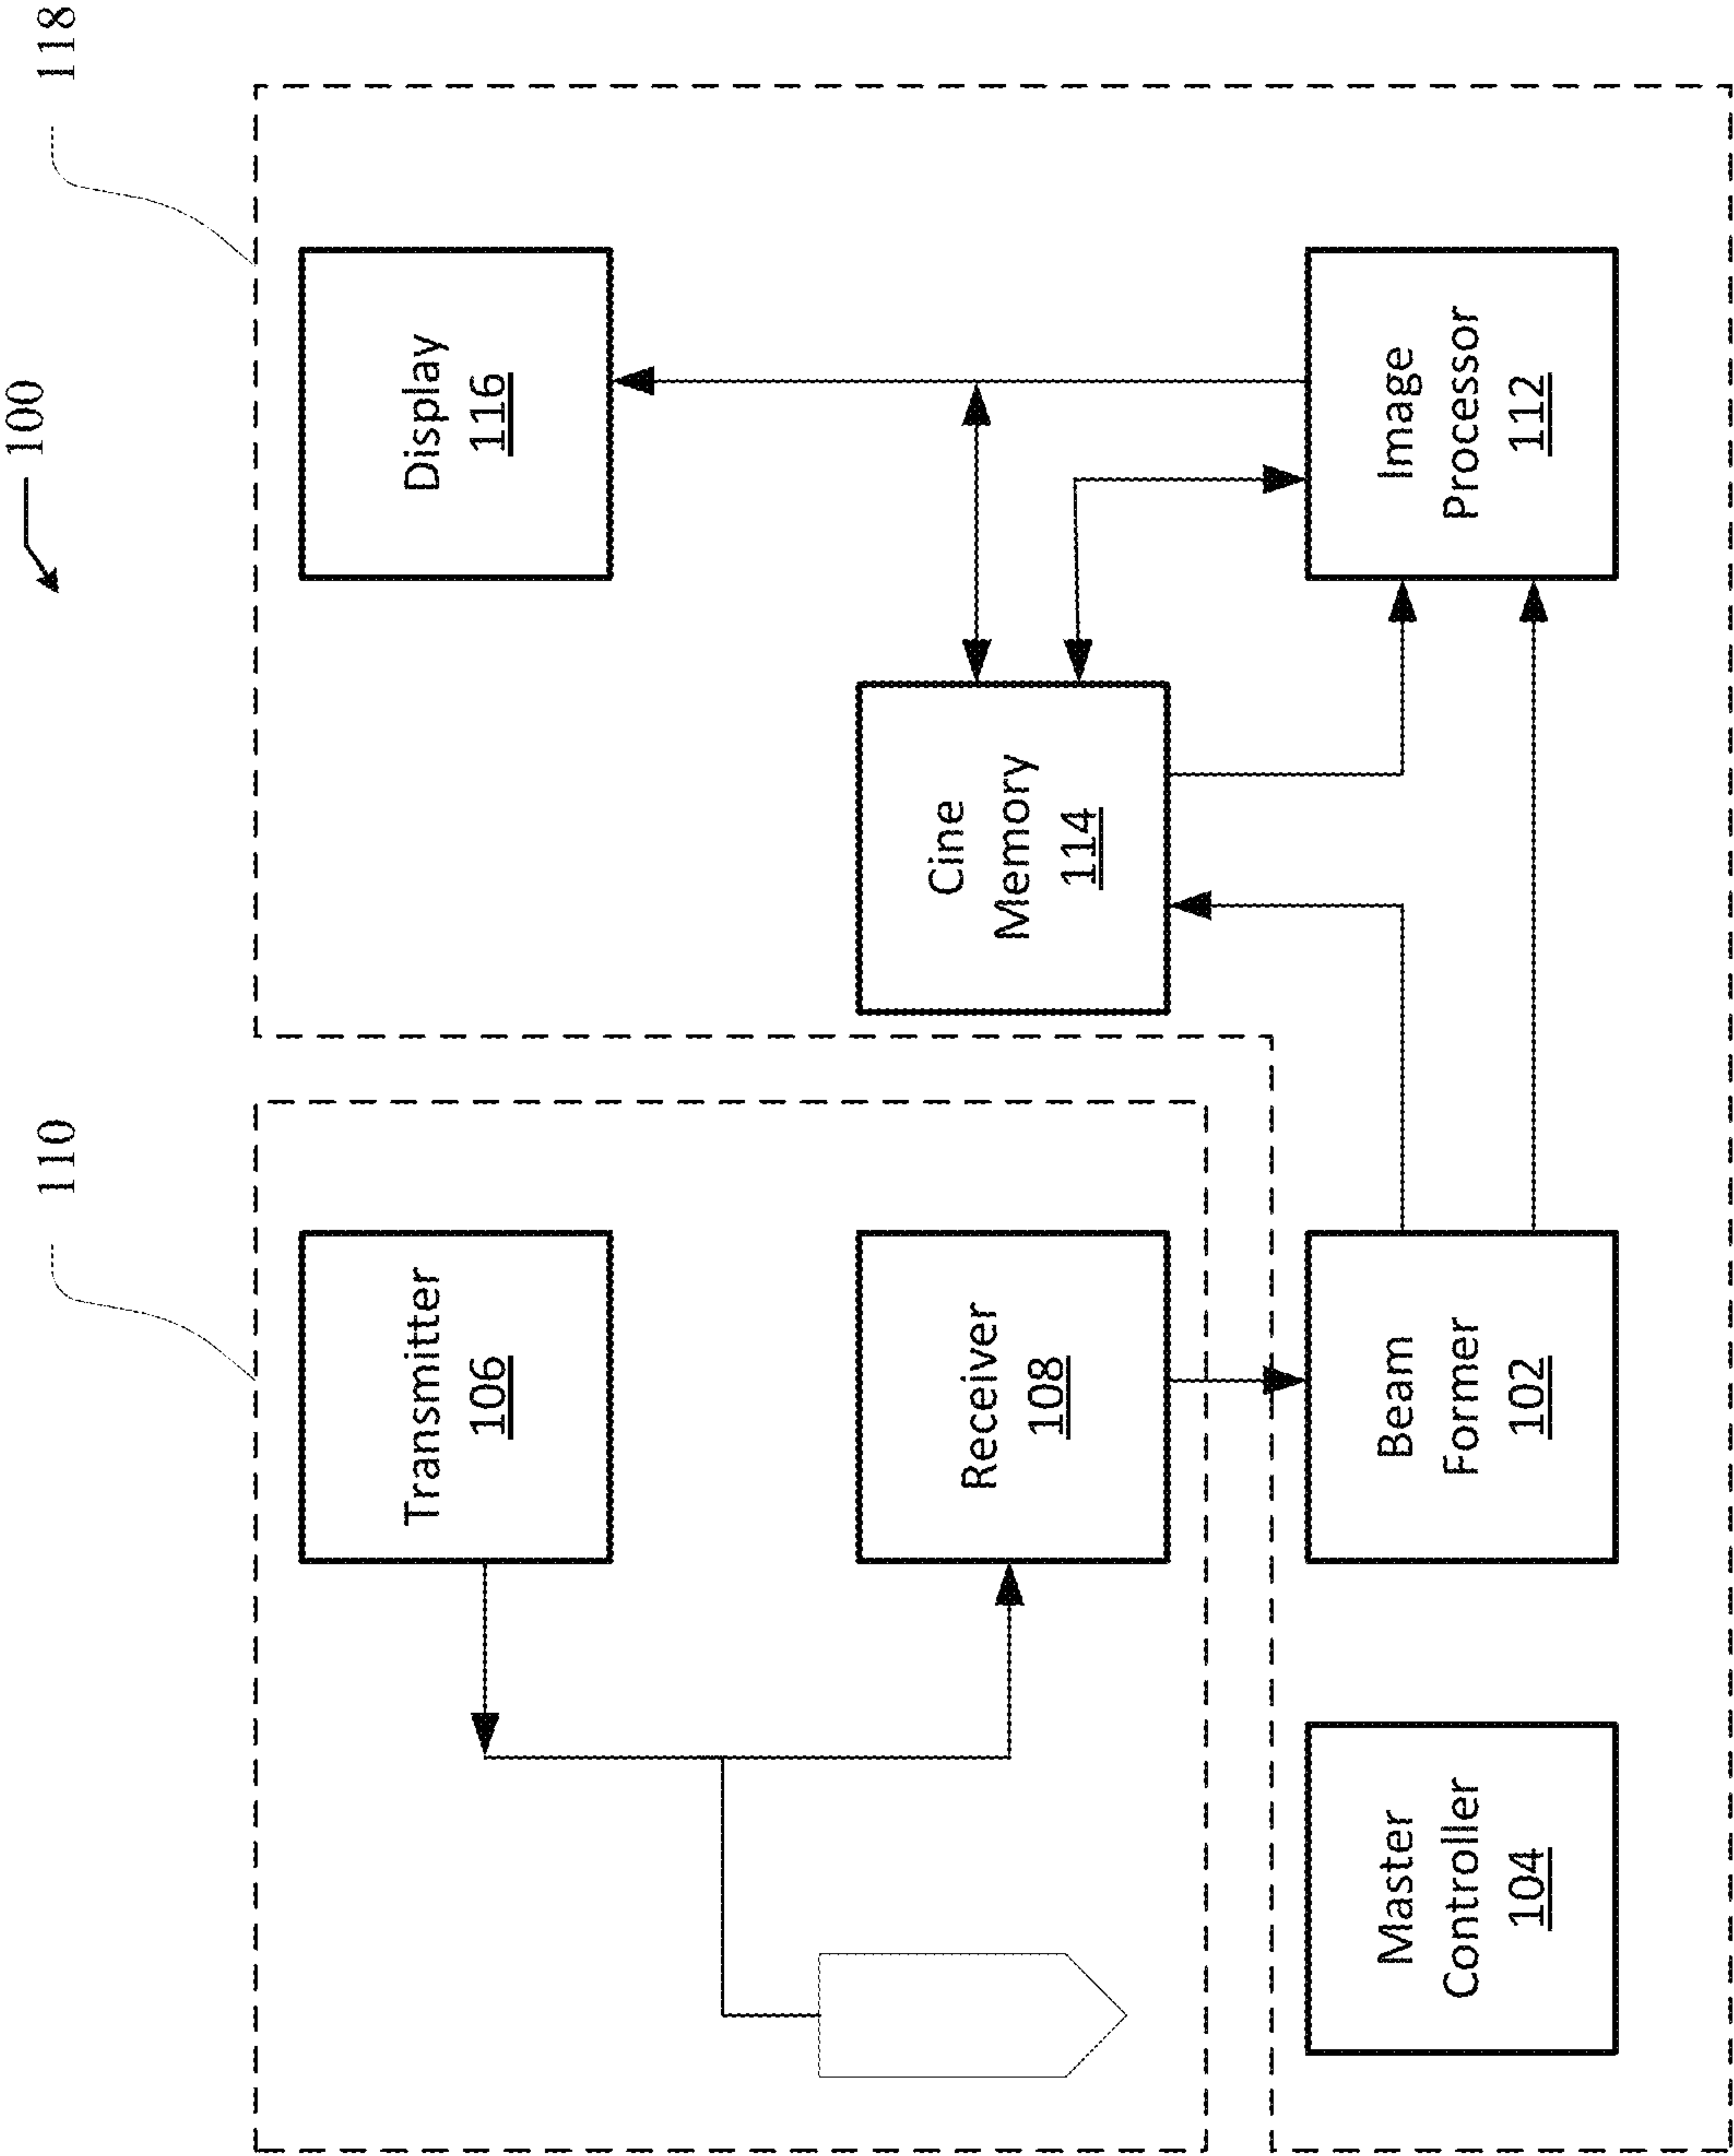 100
110
118
Transmitter
106
Display
116
Receiver
108
Cine
Memory
114
Master
Controller
104
Beam
Former
102
Image
Processor
112